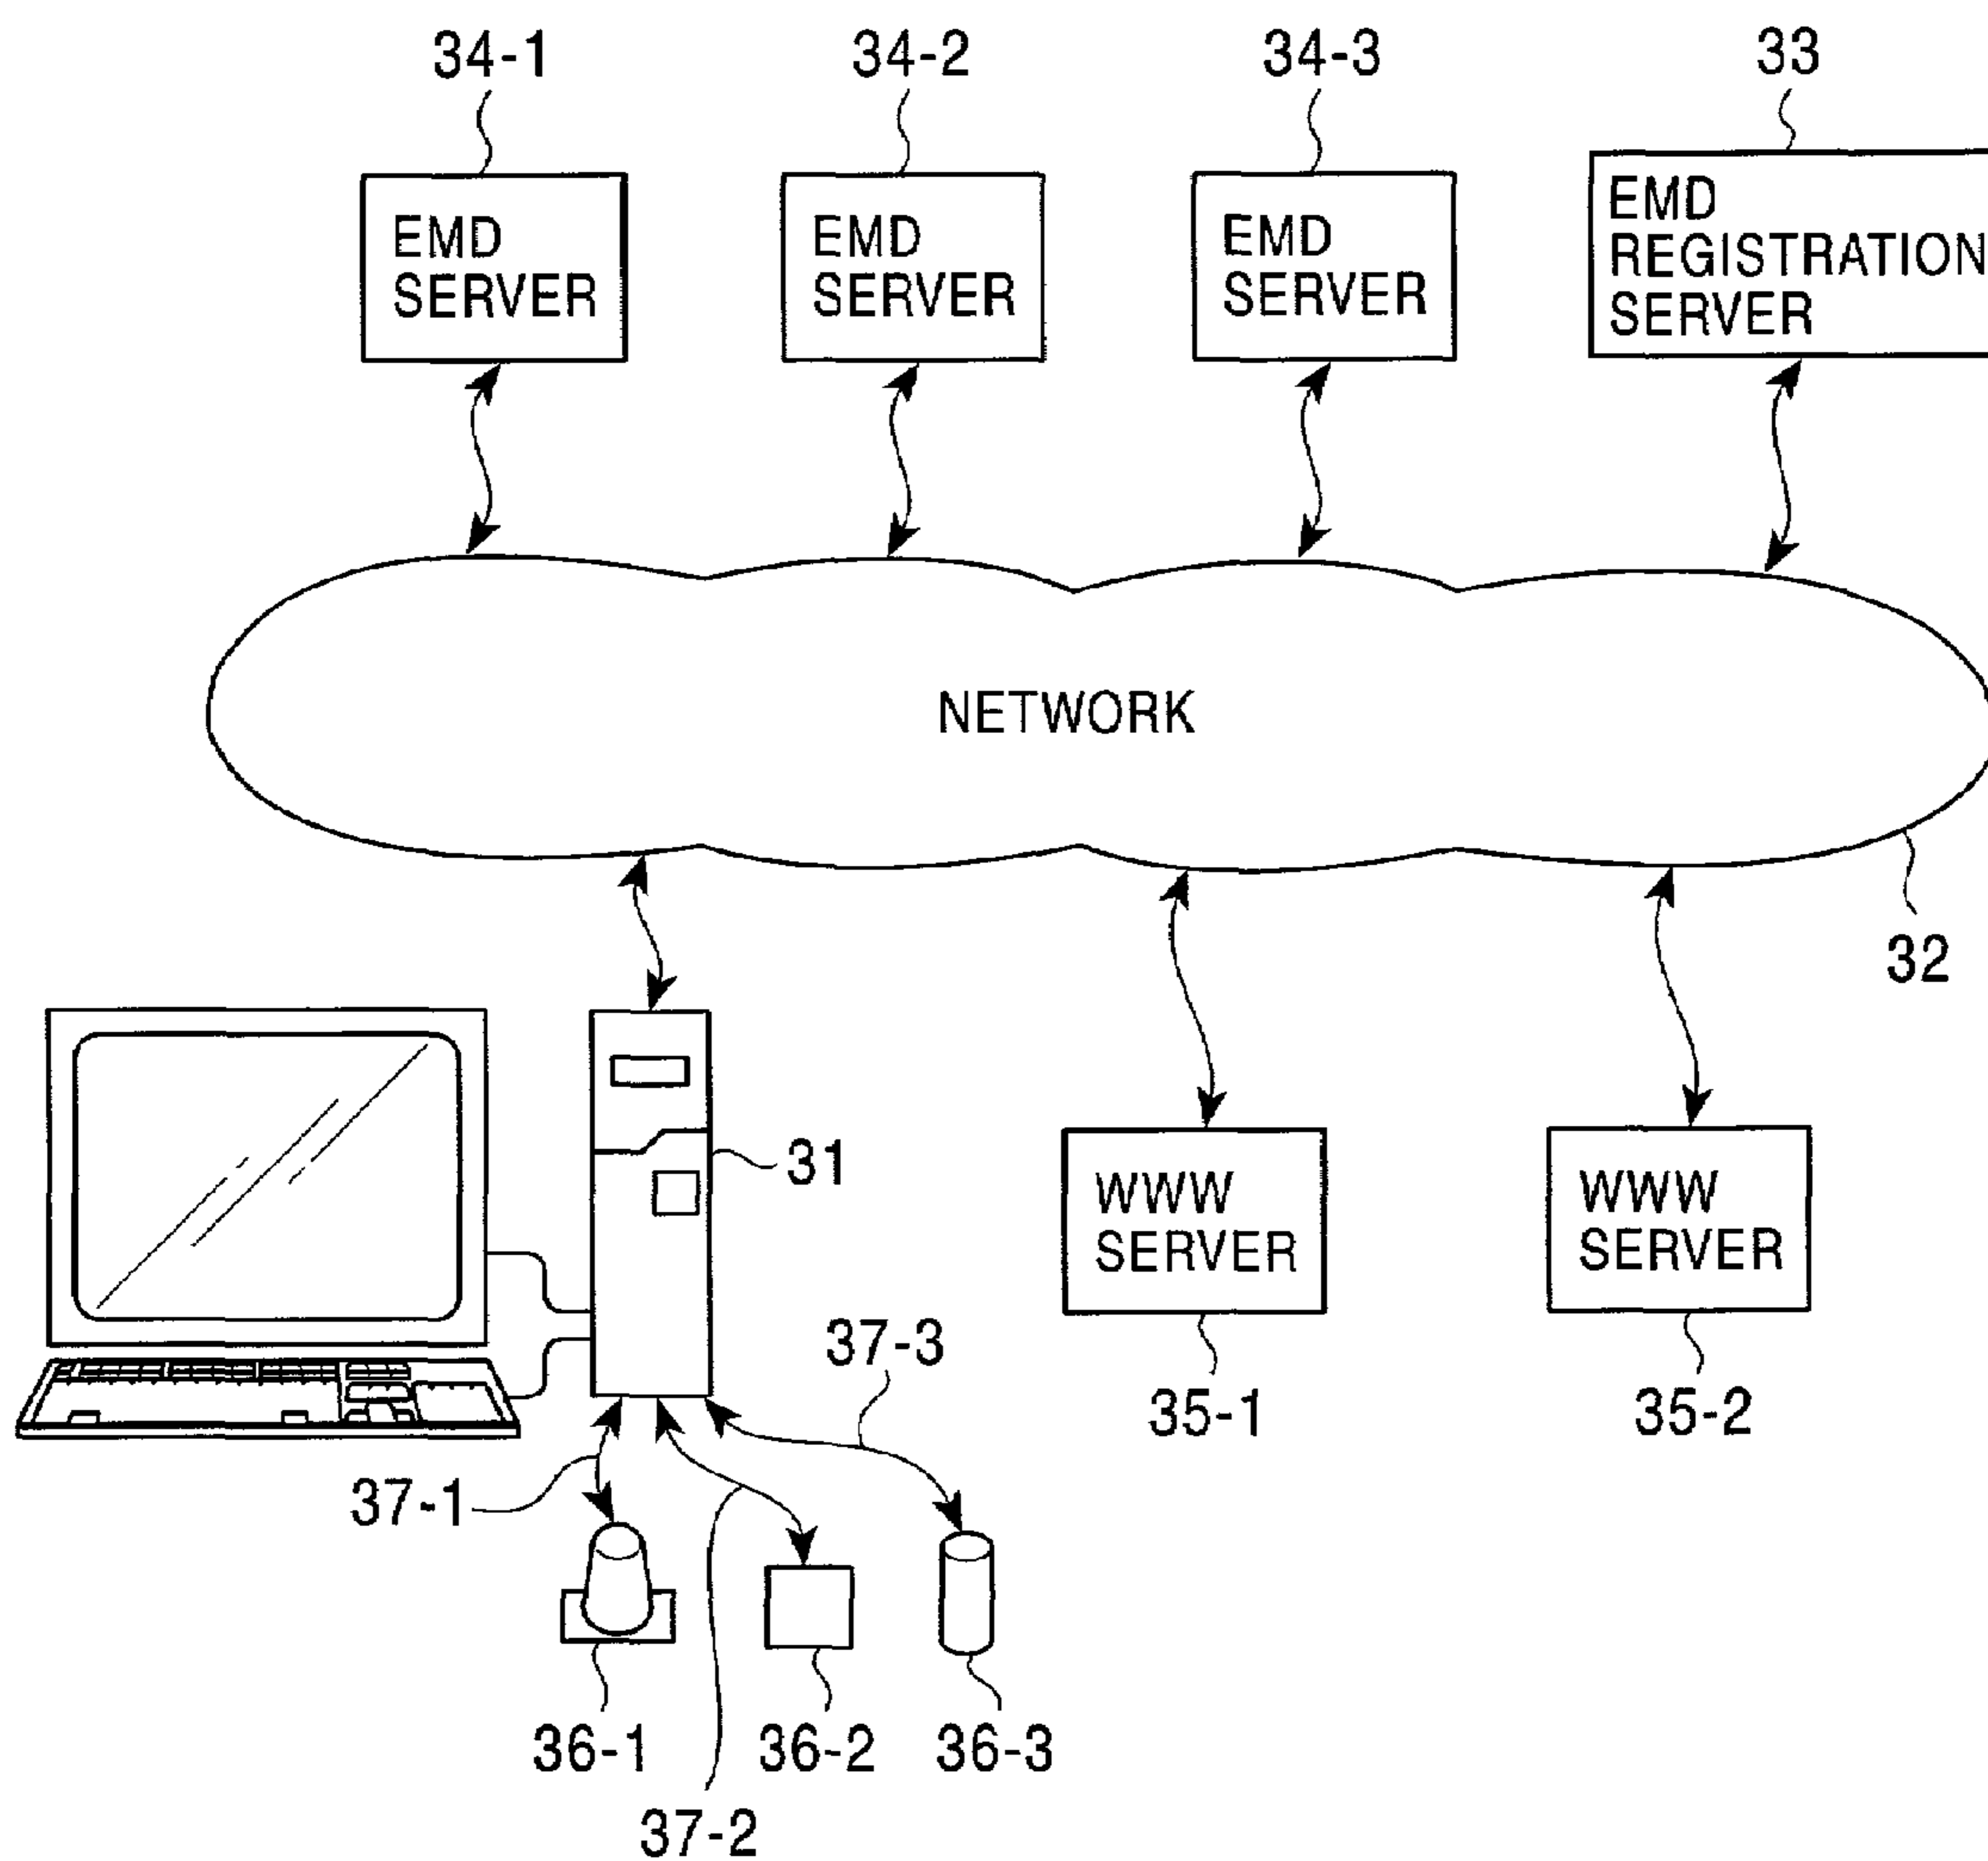 34-1
34-2
34-3
33
EMD
SERVER
EMD
SERVER
EMD
SERVER
EMD
REGISTRATION
SERVER
NETWORK
32
31
WWW
SERVER
WWW
SERVER
37-3
35-1
35-2
37-1
36-1
36-2
36-3
37-2